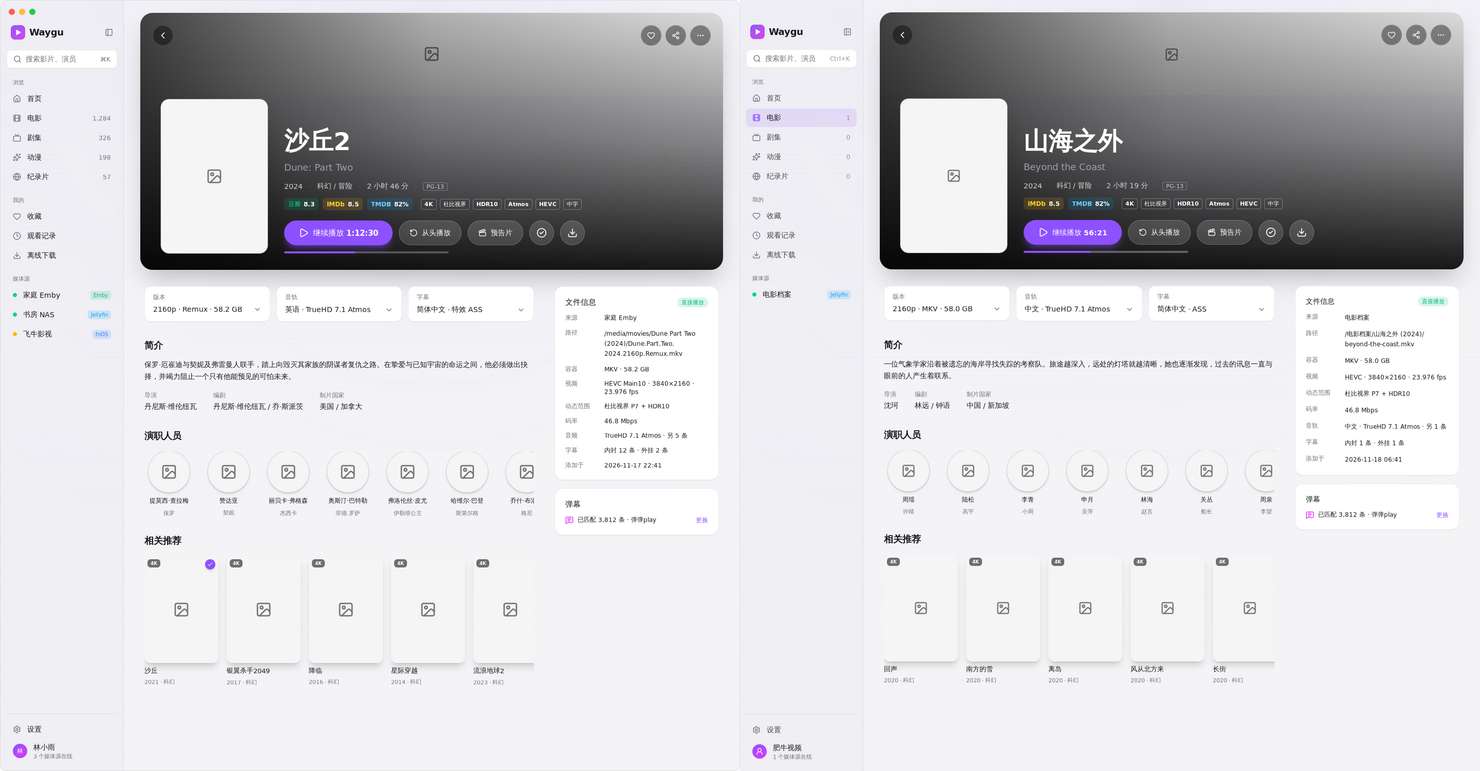 Waygu
搜索影片、演员 ⌘K
浏览
首页
电影 1,284
剧集 326
动漫 198
纪录片 57
我的
收藏
观看记录
离线下载
媒体源
家庭 Emby Emby
书房 NAS Jellyfin
飞牛影视 fnOS
设置
林 林小雨
3 个媒体源在线
沙丘2
Dune: Part Two
2024 · 科幻 / 冒险 · 2 小时 46 分 PG-13
豆瓣 8.3 IMDb 8.5 TMDB 82% 4K 杜比视界 HDR10 Atmos HEVC 中字
继续播放 1:12:30 从头播放 预告片
版本 音轨 字幕
2160p · Remux · 58.2 GB 英语 · TrueHD 7.1 Atmos 简体中文 · 特效 ASS
简介
保罗·厄崔迪与契妮及弗雷曼人联手，踏上向毁灭其家族的阴谋者复仇之路。在挚爱与已知宇宙的命运之间，他必须做出抉
择，并竭力阻止一个只有他能预见的可怕未来。
导演 编剧 制片国家
丹尼斯·维伦纽瓦 丹尼斯·维伦纽瓦 / 乔·斯派茨 美国 / 加拿大
演职人员
提莫西·查拉梅 赞达亚 丽贝卡·弗格森 奥斯汀·巴特勒 弗洛伦丝·皮尤 哈维尔·巴登 乔什·布洛
保罗 契妮 杰西卡 菲德·罗萨 伊勒琅公主 斯第尔格 格尼
相关推荐
4K 4K 4K 4K 4K
沙丘 银翼杀手2049 降临 星际穿越 流浪地球2
2021 · 科幻 2017 · 科幻 2016 · 科幻 2014 · 科幻 2023 · 科幻
文件信息 直接播放
来源 家庭 Emby
路径 /media/movies/Dune Part Two
(2024)/Dune.Part.Two.
2024.2160p.Remux.mkv
容器 MKV · 58.2 GB
视频 HEVC Main10 · 3840×2160 ·
23.976 fps
动态范围 杜比视界 P7 + HDR10
码率 46.8 Mbps
音频 TrueHD 7.1 Atmos · 另 5 条
字幕 内封 12 条 · 外挂 2 条
添加于 2026-11-17 22:41
弹幕
已匹配 3,812 条 · 弹弹play 更换
Waygu
搜索影片、演员 Ctrl+K
浏览
首页
电影 1
剧集 0
动漫 0
纪录片 0
我的
收藏
观看记录
离线下载
媒体源
电影档案 Jellyfin
设置
肥牛视频
1 个媒体源在线
山海之外
Beyond the Coast
2024 · 科幻 / 冒险 · 2 小时 19 分 PG-13
IMDb 8.5 TMDB 82% 4K 杜比视界 HDR10 Atmos HEVC 中字
继续播放 56:21 从头播放 预告片
版本 音轨 字幕
2160p · MKV · 58.0 GB 中文 · TrueHD 7.1 Atmos 简体中文 · ASS
简介
一位气象学家沿着被遗忘的海岸寻找失踪的考察队。旅途越深入，远处的灯塔就越清晰，她也逐渐发现，过去的讯息一直与
眼前的人产生着联系。
导演 编剧 制片国家
沈珂 林远 / 钟语 中国 / 新加坡
演职人员
周瑶 陆松 李青 申月 林海 关丛 周泉
许晴 高宇 小周 吴萍 赵言 船长 李望
相关推荐
4K 4K 4K 4K 4K
回声 南方的雪 离岛 风从北方来 长街
2020 · 科幻 2020 · 科幻 2020 · 科幻 2020 · 科幻 2020 · 科幻
文件信息 直接播放
来源 电影档案
路径 /电影档案/山海之外 (2024)/
beyond-the-coast.mkv
容器 MKV · 58.0 GB
视频 HEVC · 3840×2160 · 23.976 fps
动态范围 杜比视界 P7 + HDR10
码率 46.8 Mbps
音轨 中文 · TrueHD 7.1 Atmos · 另 1 条
字幕 内封 1 条 · 外挂 1 条
添加于 2026-11-18 06:41
弹幕
已匹配 3,812 条 · 弹弹play 更换